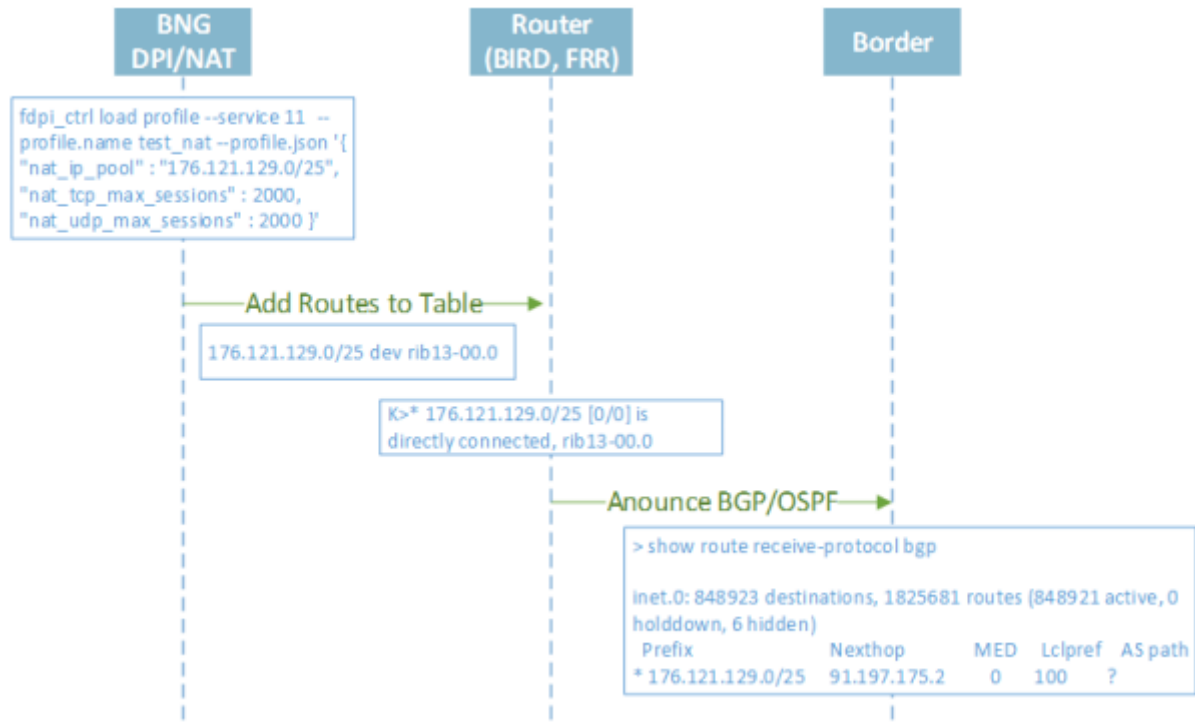 BNG
DPI/NAT
Router
(BIRD, FRR)
Border
fdpi_ctrl load profile --service 11 --
profile.name test_nat --profile.json '{
"nat_ip_pool" : "176.121.129.0/25",
"nat_tcp_max_sessions" : 2000,
"nat_udp_max_sessions" : 2000 }'
Add Routes to Table
176.121.129.0/25 dev rib13-00.0
K>* 176.121.129.0/25 [0/0] is
directly connected, rib13-00.0
Anounce BGP/OSPF
> show route receive-protocol bgp
inet.0: 848923 destinations, 1825681 routes (848921 active, 0
holddown, 6 hidden)
Prefix Nexthop MED Lclpref AS path
* 176.121.129.0/25 91.197.175.2 0 100 ?